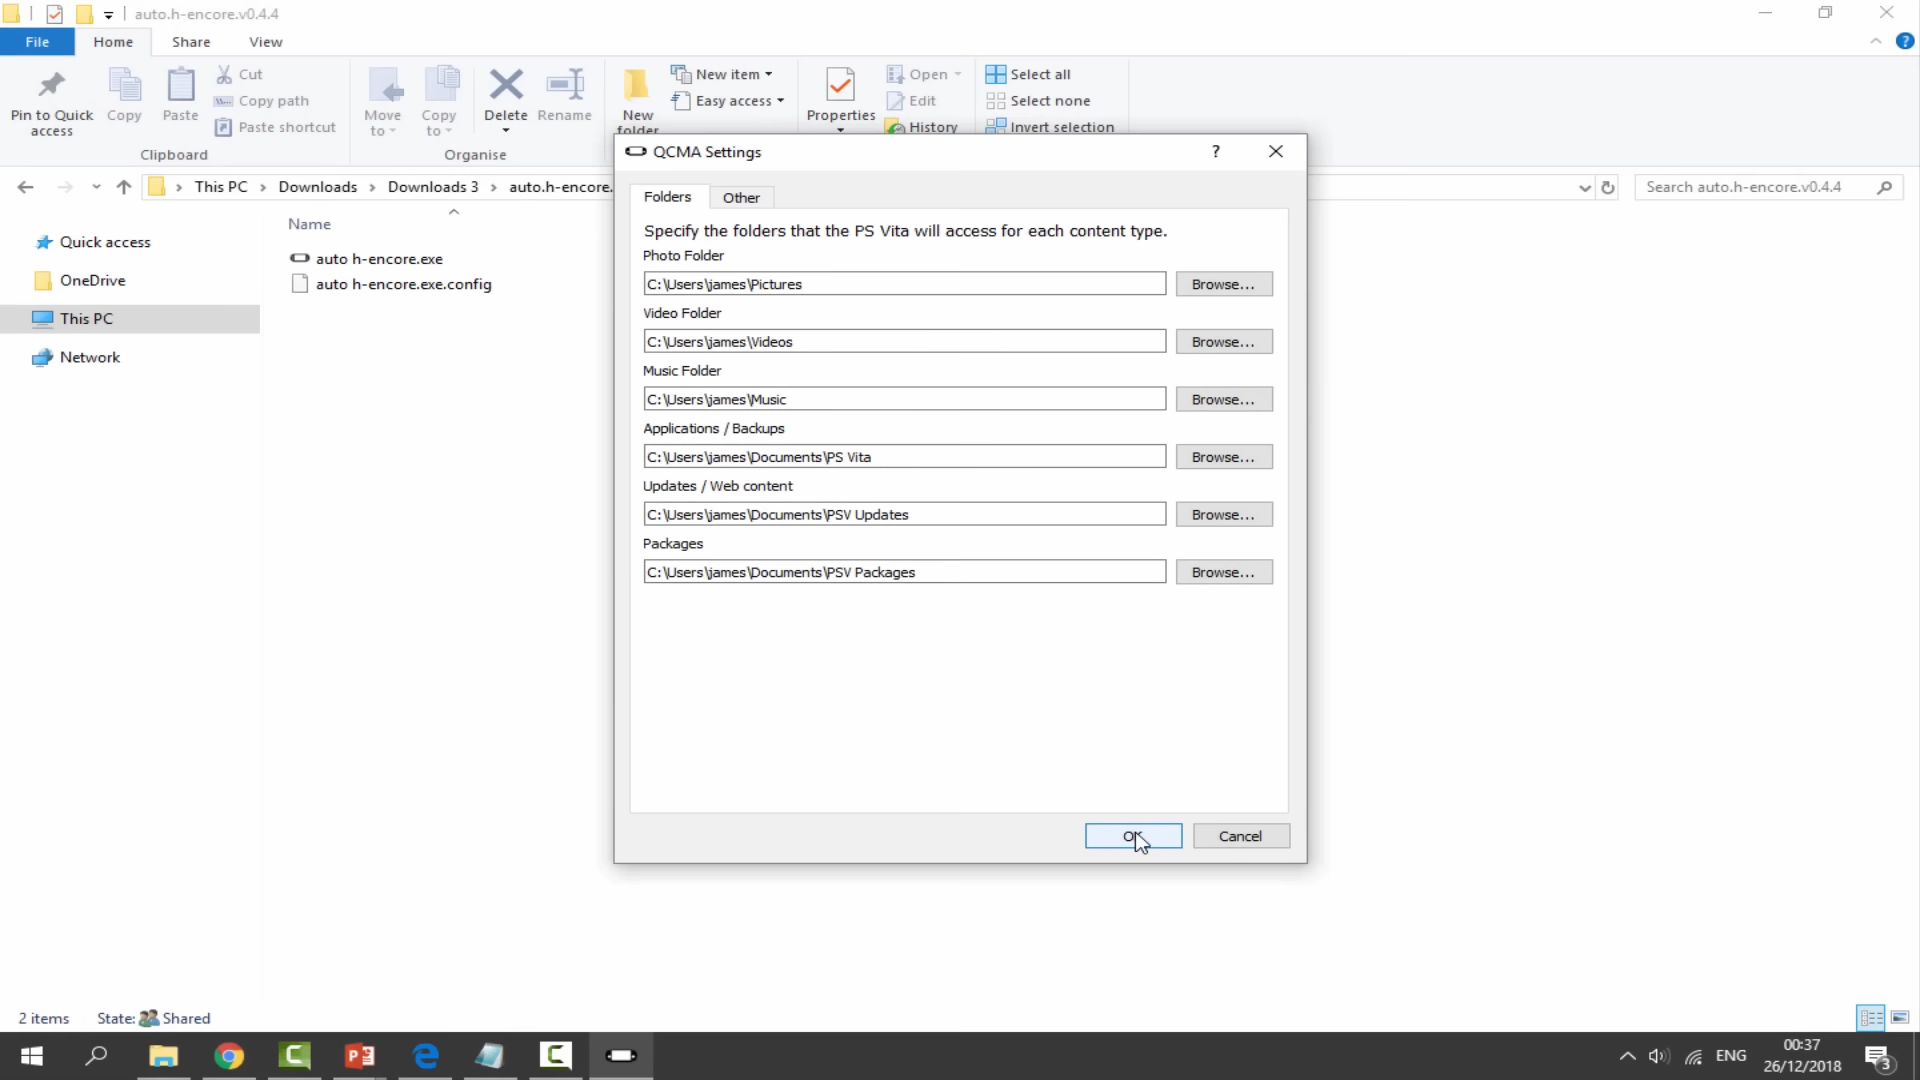 auto.h-encore.v0.4.4
File Home Share View
Pin to Quick access
Copy
Paste
Cut
Copy path
Paste shortcut
Clipboard
Move to
Copy to
Delete
Rename
Organise
New folder
New item
Easy access
Properties
Open
Edit
History
Select all
Select none
Invert selection
This PC > Downloads > Downloads 3 > auto.h-encore.
Search auto.h-encore.v0.4.4
Quick access
OneDrive
This PC
Network
Name
auto h-encore.exe
auto h-encore.exe.config
QCMA Settings ? X
Folders Other
Specify the folders that the PS Vita will access for each content type.
Photo Folder
C:\Users\james\Pictures Browse...
Video Folder
C:\Users\james\Videos Browse...
Music Folder
C:\Users\james\Music Browse...
Applications / Backups
C:\Users\james\Documents\PS Vita Browse...
Updates / Web content
C:\Users\james\Documents\PSV Updates Browse...
Packages
C:\Users\james\Documents\PSV Packages Browse...
OK Cancel
2 items State: Shared
ENG
00:37
26/12/2018
3